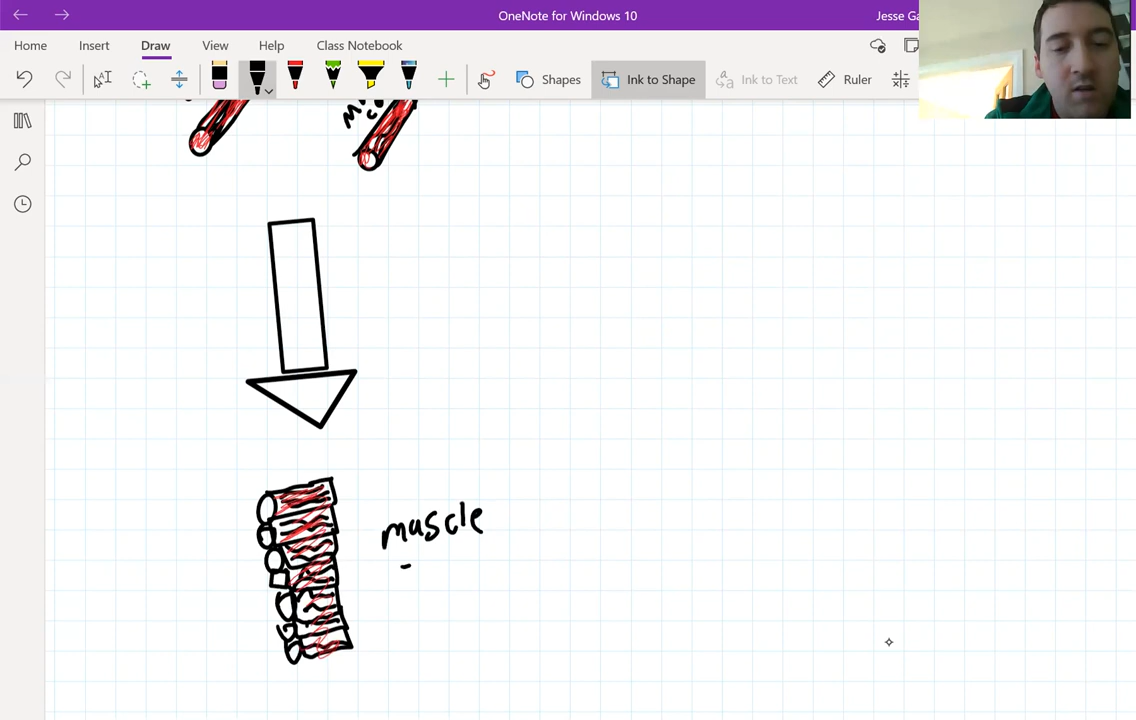 OneNote for Windows 10
Jesse Ga
Home Insert Draw View Help Class Notebook
Shapes Ink to Shape Ink to Text Ruler
muscle